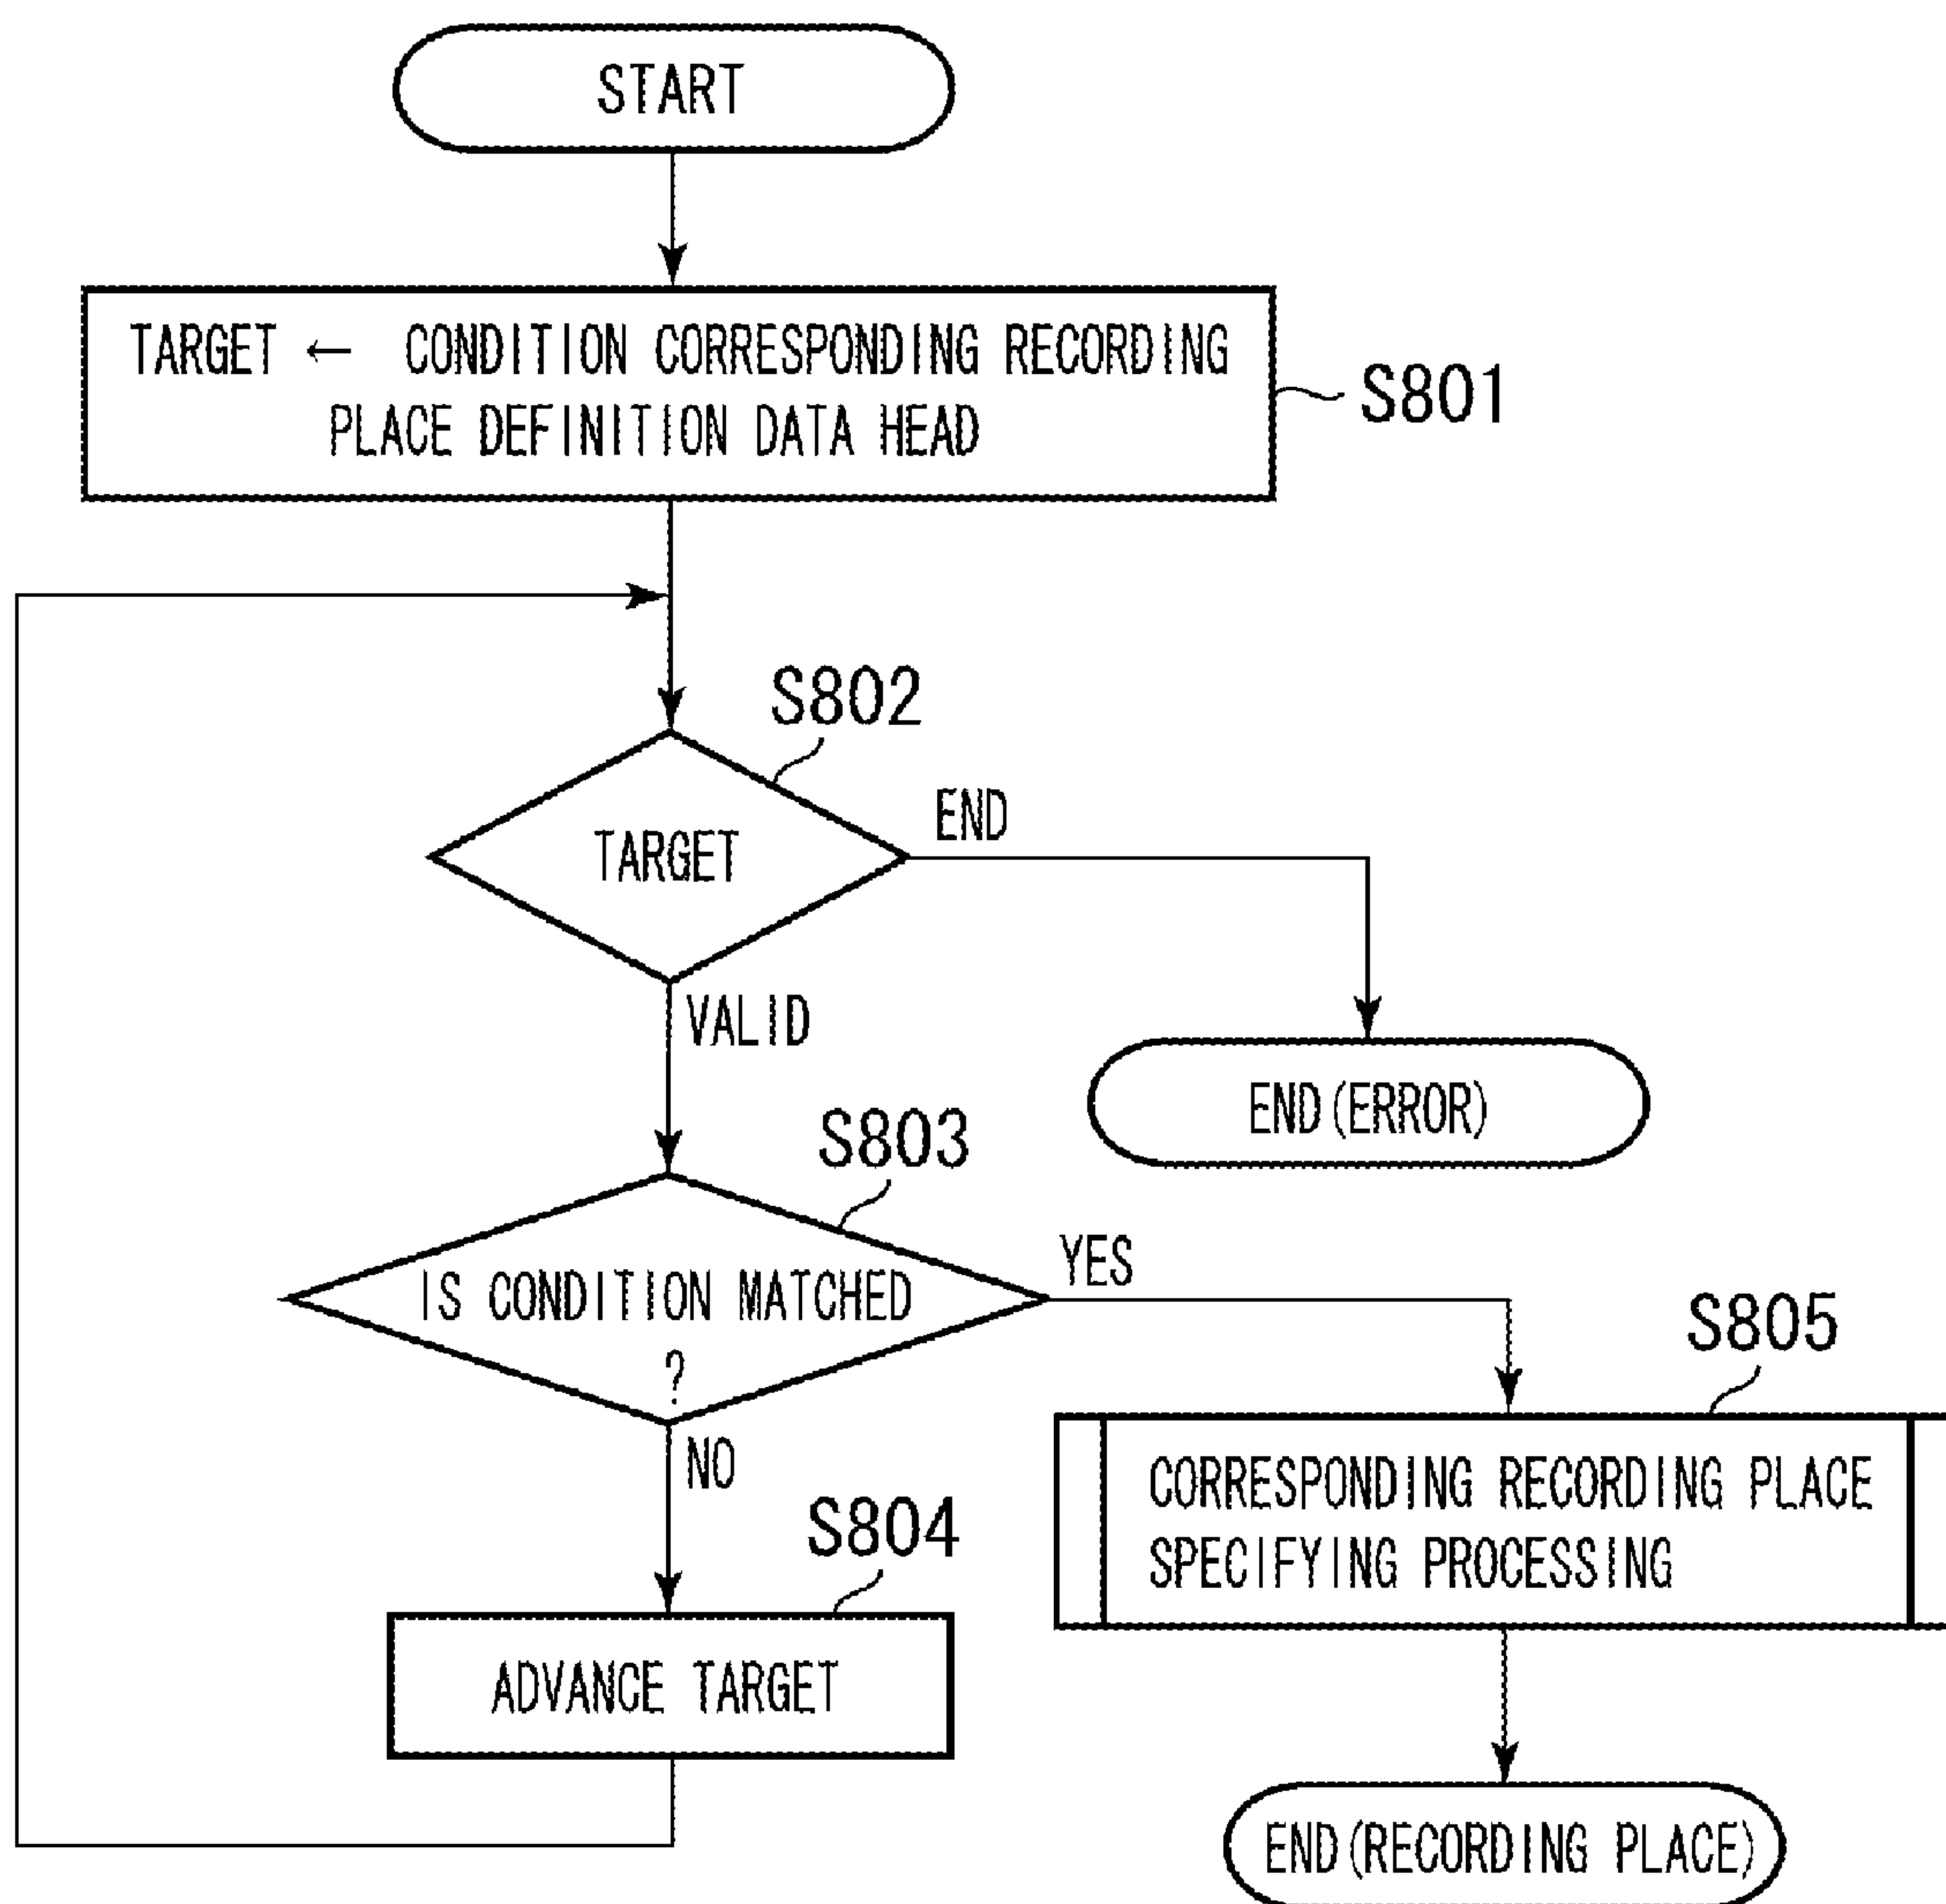 START
TARGET ← CONDITION CORRESPONDING RECORDING
PLACE DEFINITION DATA HEAD
S801
S802
TARGET
END
VALID
END(ERROR)
S803
IS CONDITION MATCHED
?
YES
NO
S805
CORRESPONDING RECORDING PLACE
SPECIFYING PROCESSING
S804
ADVANCE TARGET
END(RECORDING PLACE)